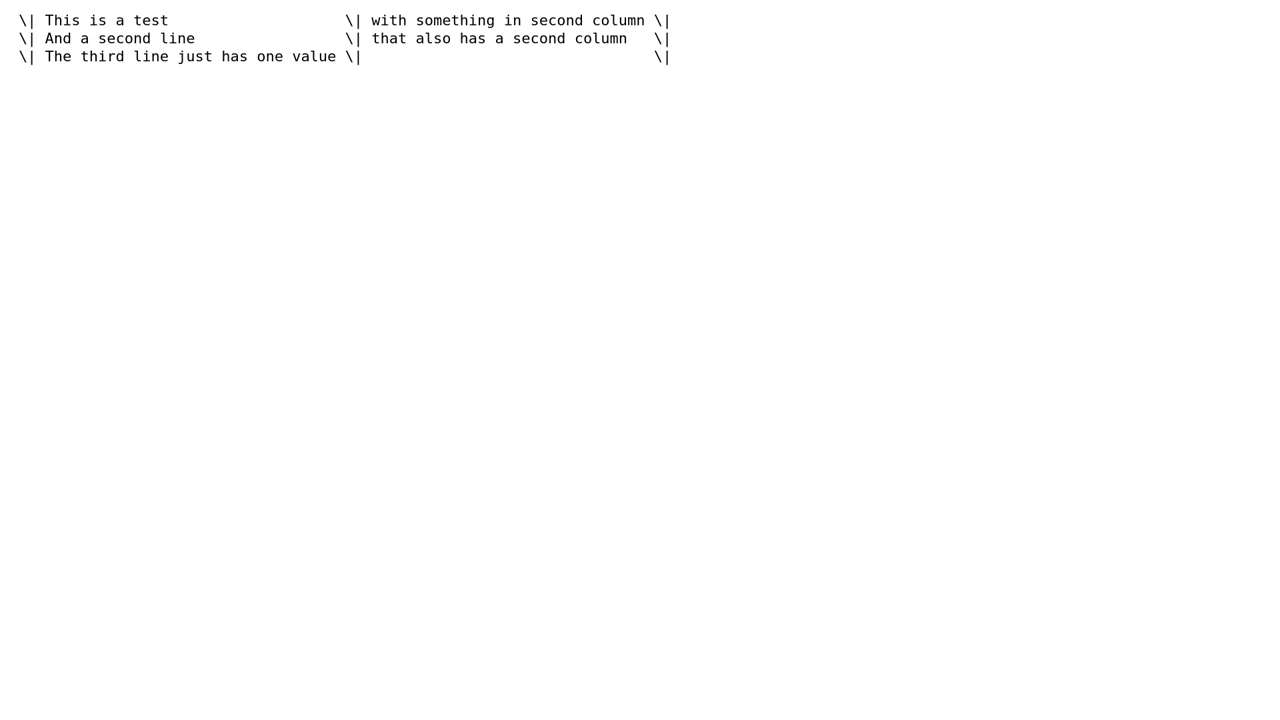 \| This is a test                    \| with something in second column \|
\| And a second line                 \| that also has a second column   \|
\| The third line just has one value \|                                 \|